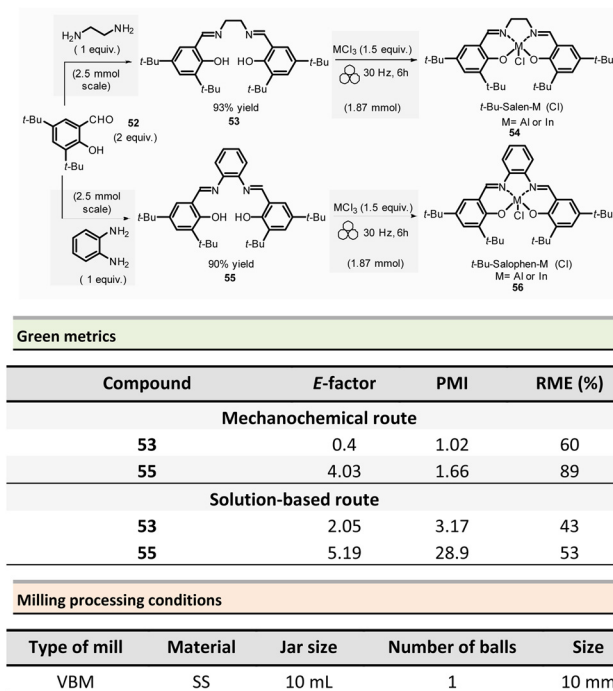 H₂N
NH₂
( 1 equiv.)
(2.5 mmol
scale)
t-Bu
CHO
OH
t-Bu
52
(2 equiv.)
(2.5 mmol
scale)
NH₂
NH₂
( 1 equiv.)
N N
t-Bu OH HO t-Bu
t-Bu t-Bu
93% yield
53
MCl₃ (1.5 equiv.)
30 Hz, 6h
(1.87 mmol)
N N
M
t-Bu O Cl O t-Bu
t-Bu t-Bu
t-Bu-Salen-M (Cl)
M= Al or In
54
N N
t-Bu OH HO t-Bu
t-Bu t-Bu
90% yield
55
MCl₃ (1.5 equiv.)
30 Hz, 6h
(1.87 mmol)
N N
M
t-Bu O Cl O t-Bu
t-Bu t-Bu
t-Bu-Salophen-M (Cl)
M= Al or In
56
Green metrics
Compound E-factor PMI RME (%)
Mechanochemical route
53 0.4 1.02 60
55 4.03 1.66 89
Solution-based route
53 2.05 3.17 43
55 5.19 28.9 53
Milling processing conditions
Type of mill Material Jar size Number of balls Size
VBM SS 10 mL 1 10 mm